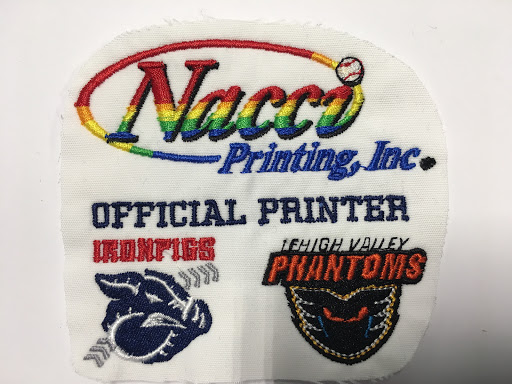 Nacci
Printing, Inc.
OFFICIAL PRINTER
IRONPIGS
LEHIGH VALLEY
PHANTOMS